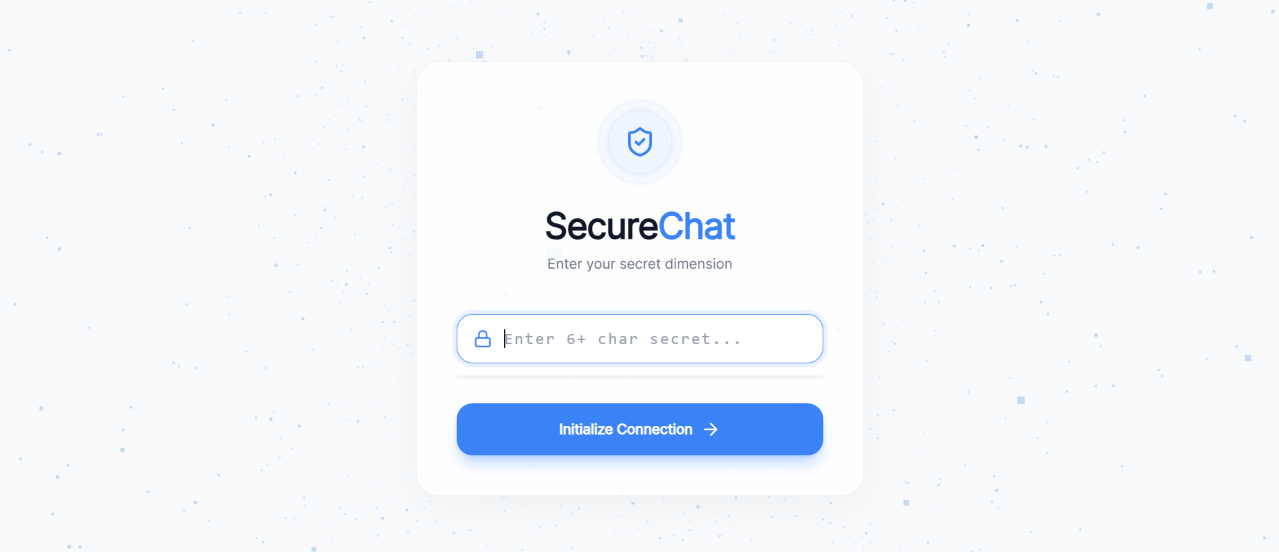 SecureChat
Enter your secret dimension
Enter 6+ char secret...
Initialize Connection